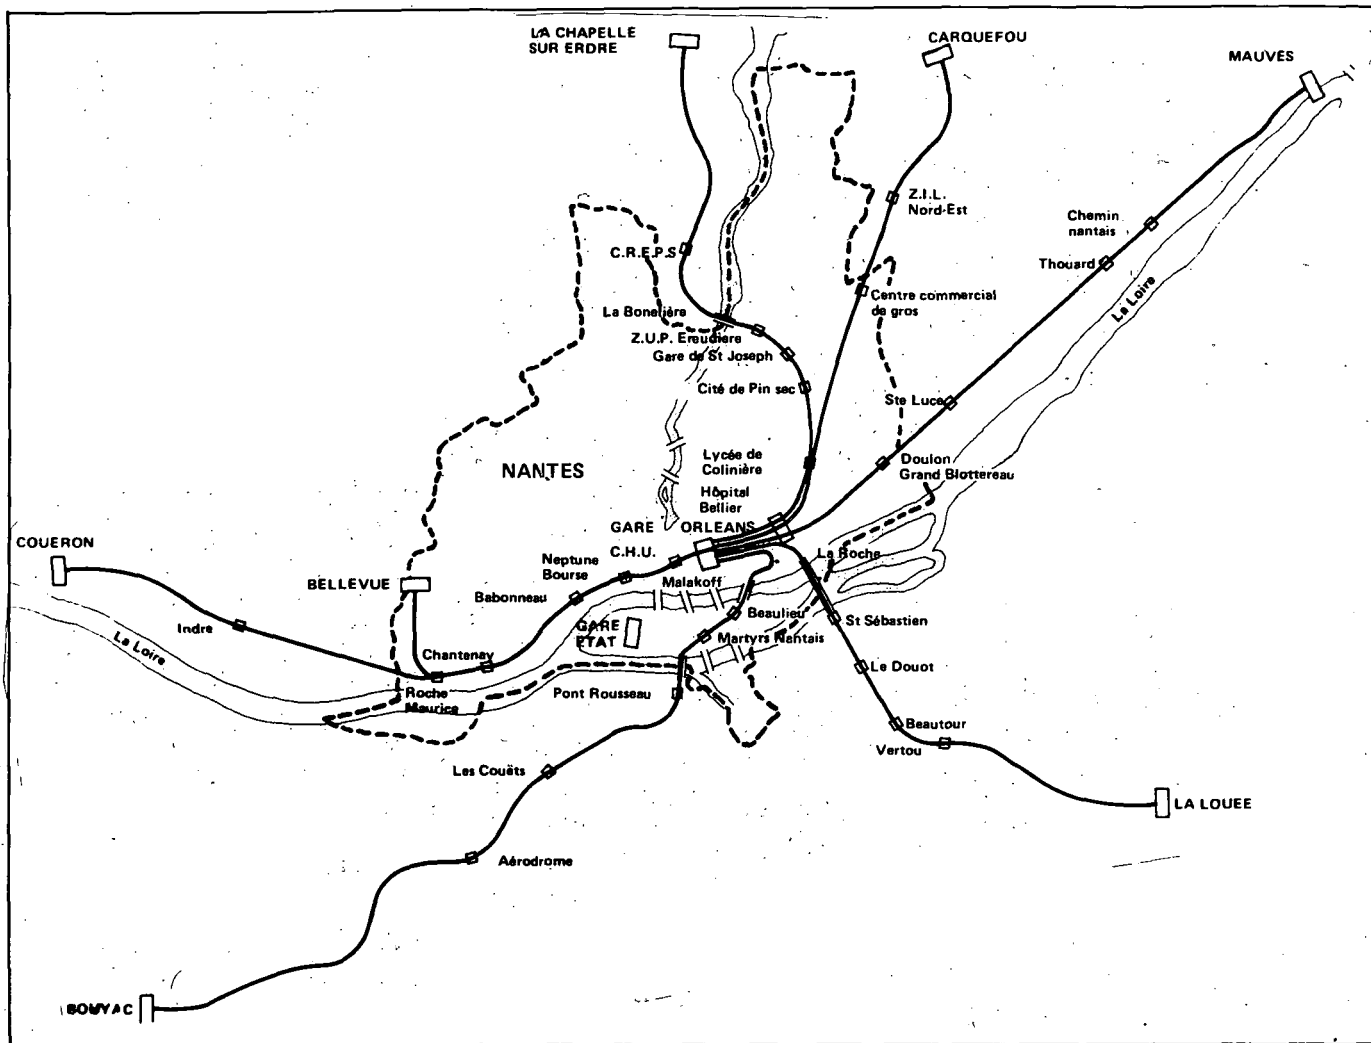 LA CHAPELLE
SUR ERDRE
CARQUEFOU
MAUVES
Z.I.L.
Nord-Est
Chemin
nantais
C.R.E.P.S
Thouard
La Loire
Centre commercial
de gros
La Bonelière
Z.U.P. Ereudière
Gare de St Joseph
Cité de Pin sec
Ste Luce
NANTES
Lycée de
Colinière
Doulon
Grand Blottereau
Hôpital
Bellier
GARE ORLEANS
COUERON
C.H.U.
La Roche
Neptune
Bourse
BELLEVUE
Malakoff
Babonneau
Beaulieu
St Sébastien
Indre
GARE
ETAT
Martyrs Nantais
La Loire
Chantenay
Le Douot
Roche
Maurice
Pont Rousseau
Beautour
Vertou
Les Couëts
LA LOUEE
Aérodrome
BOUYAC